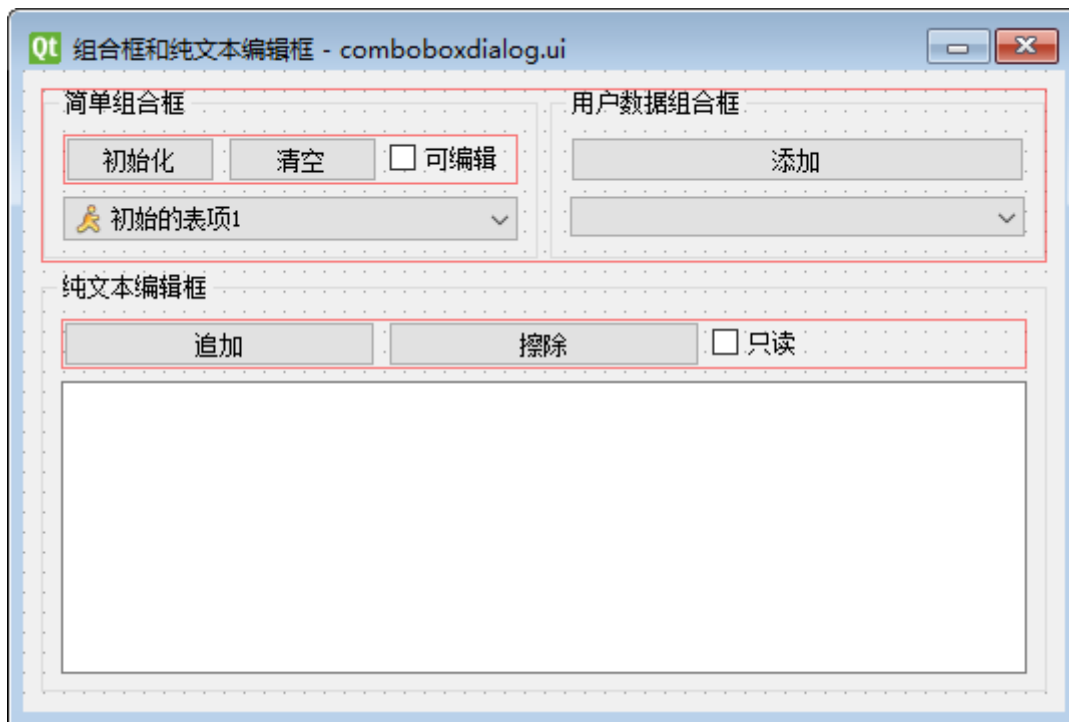 Qt 组合框和纯文本编辑框 - comboboxdialog.ui
简单组合框 用户数据组合框
初始化 清空 可编辑 添加
初始的表项1
纯文本编辑框
追加 擦除 只读